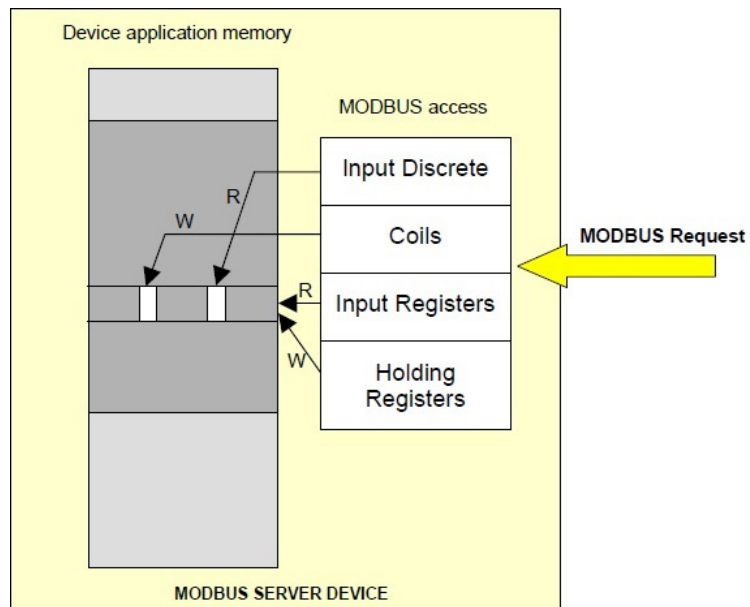 Device application memory
MODBUS access
Input Discrete
R
W
Coils
MODBUS Request
R
Input Registers
W
Holding
Registers
MODBUS SERVER DEVICE